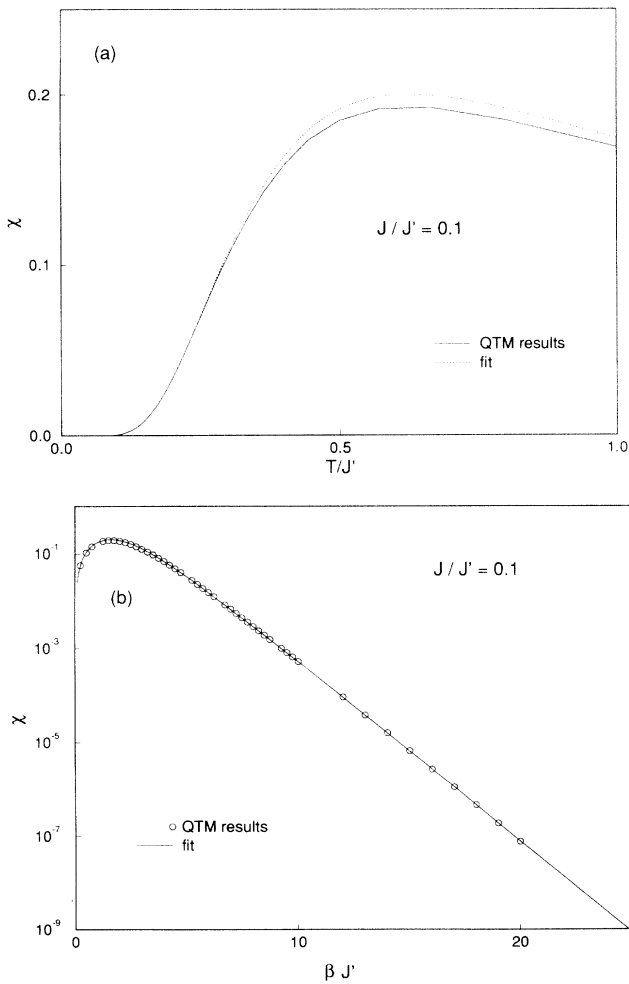 (a)
0.2
χ
J / J' = 0.1
0.1
QTM results
fit
0.0
0.0
0.5
1.0
T/J'
10⁻¹
J / J' = 0.1
(b)
10⁻³
χ
10⁻⁵
QTM results
10⁻⁷
fit
10⁻⁹
0
10
20
β J'